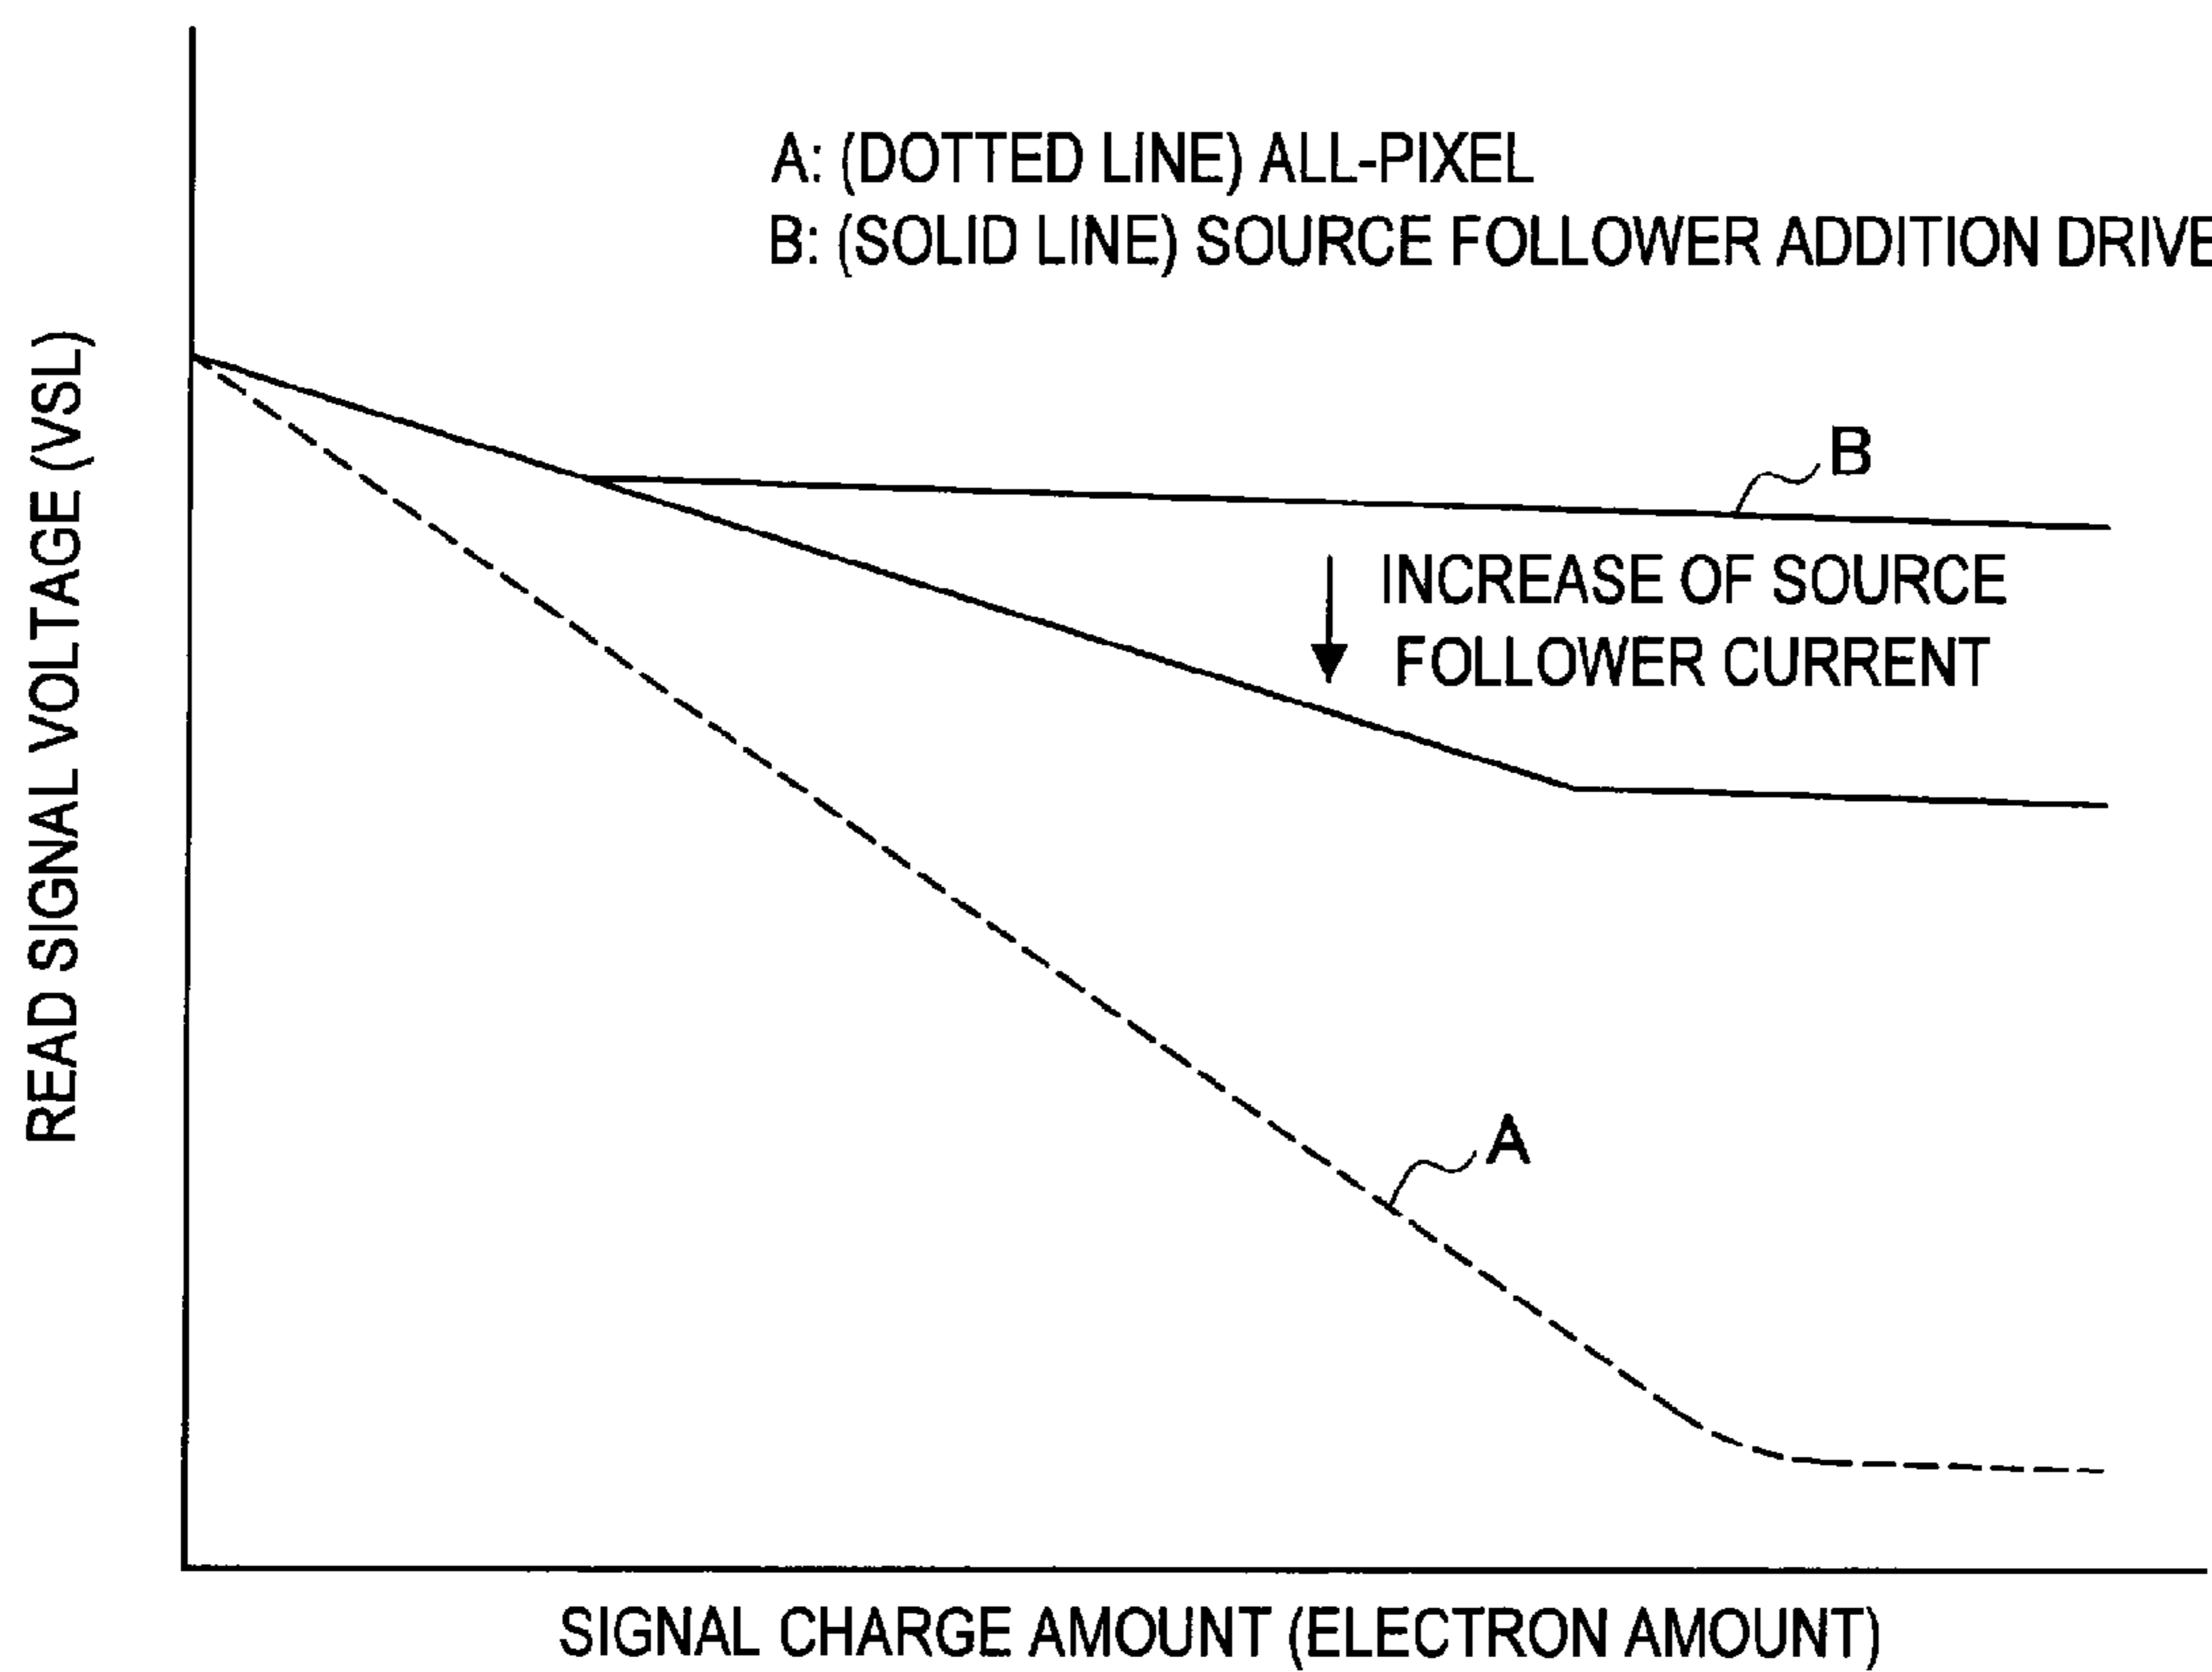 A: (DOTTED LINE) ALL-PIXEL
B: (SOLID LINE) SOURCE FOLLOWER ADDITION DRIVE
READ SIGNAL VOLTAGE (VSL)
B
INCREASE OF SOURCE
FOLLOWER CURRENT
A
SIGNAL CHARGE AMOUNT (ELECTRON AMOUNT)